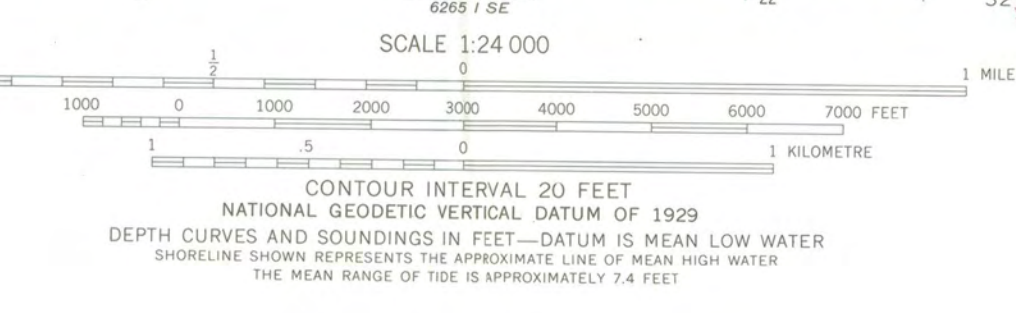 6265 I SE
SCALE 1:24 000
1/2 0 1 MILE
1000 0 1000 2000 3000 4000 5000 6000 7000 FEET
1 .5 0 1 KILOMETRE
CONTOUR INTERVAL 20 FEET
NATIONAL GEODETIC VERTICAL DATUM OF 1929
DEPTH CURVES AND SOUNDINGS IN FEET—DATUM IS MEAN LOW WATER
SHORELINE SHOWN REPRESENTS THE APPROXIMATE LINE OF MEAN HIGH WATER
THE MEAN RANGE OF TIDE IS APPROXIMATELY 7.4 FEET